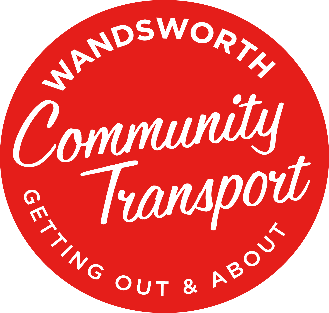 WANDSWORTH
Community
Transport
GETTING OUT & ABOUT